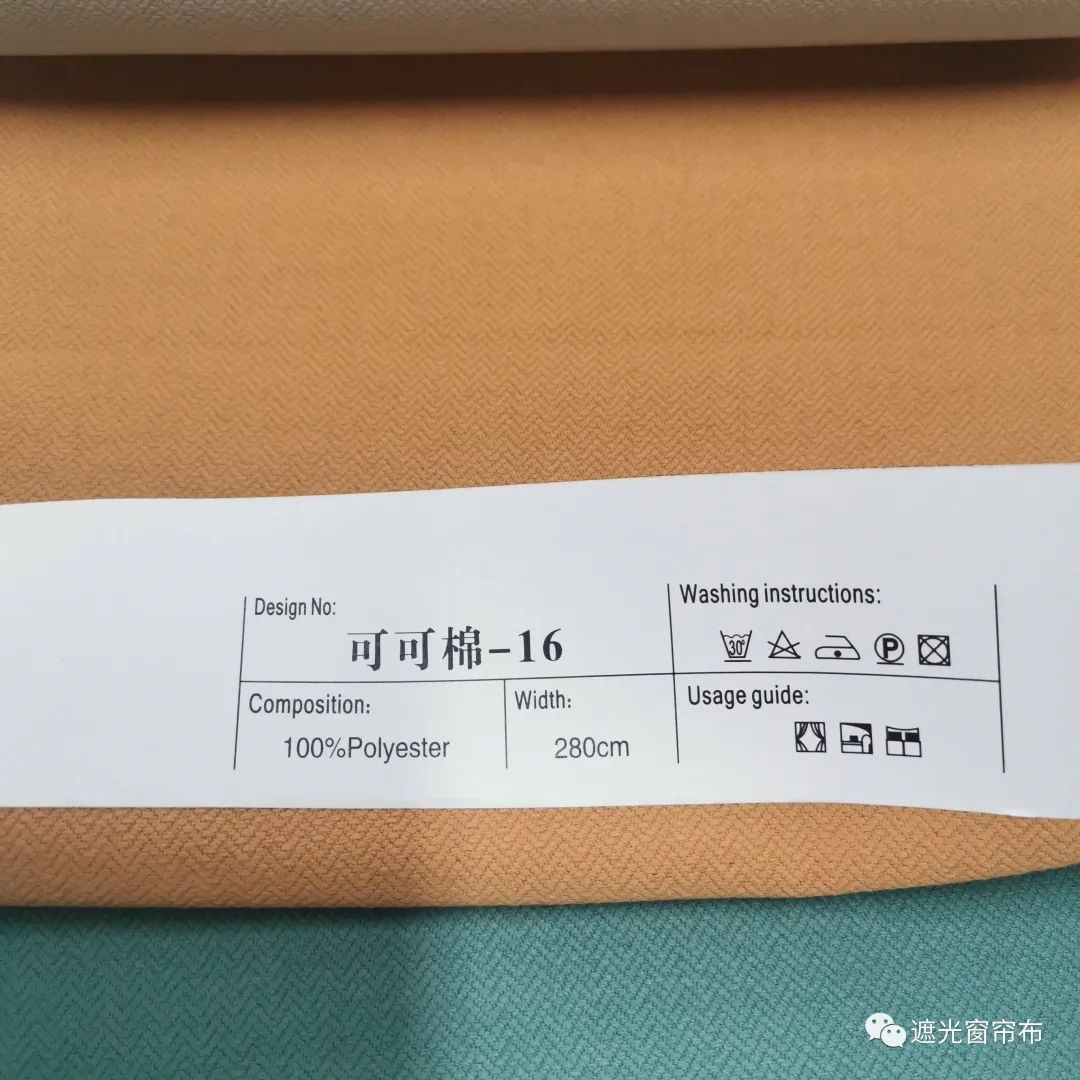 Design No:
可可棉-16
Washing instructions:
30°
P
Composition:
100%Polyester
Width:
280cm
Usage guide:
遮光窗帘布